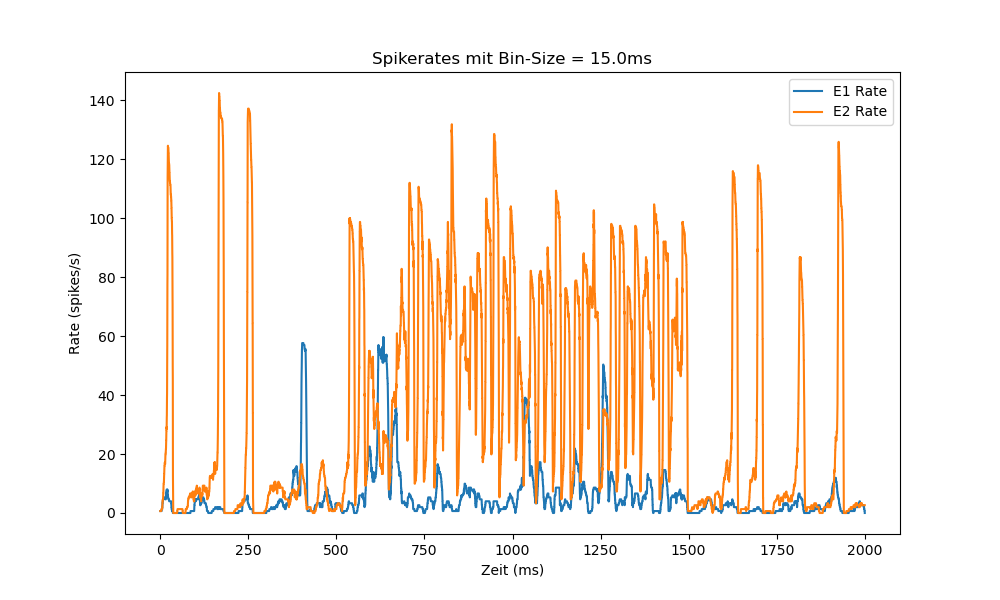 Spikerates mit Bin-Size = 15.0ms
E1 Rate
E2 Rate
Rate (spikes/s)
140
120
100
80
60
40
20
0
0 250 500 750 1000 1250 1500 1750 2000
Zeit (ms)